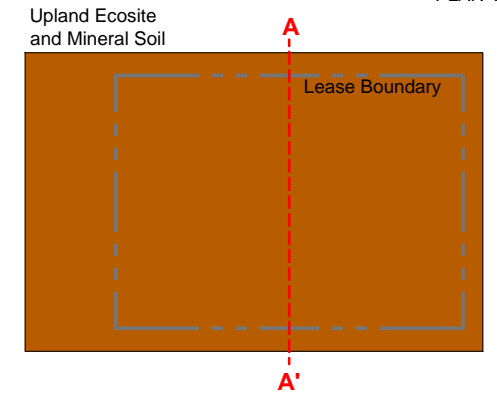 Upland Ecosite
and Mineral Soil
A
Lease Boundary
A'